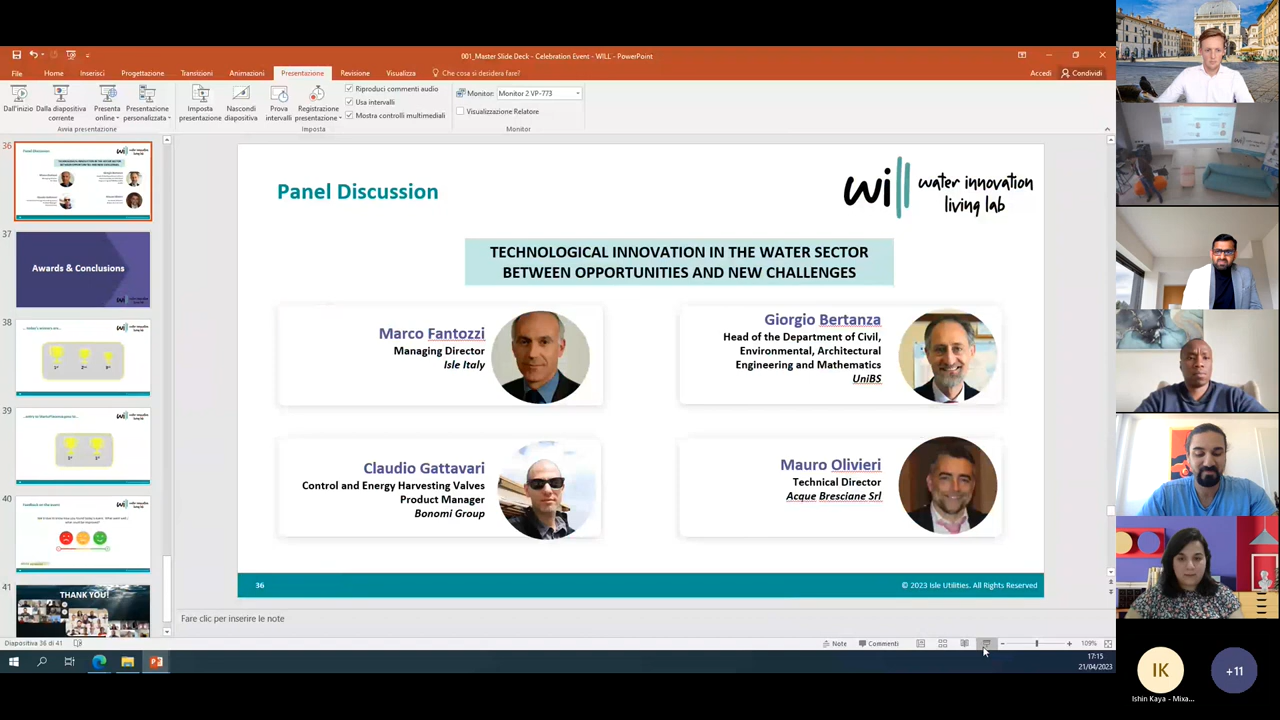 001_Master Slide Deck - Celebration Event - WILL - PowerPoint
File Home Inserisci Progettazione Transizioni Animazioni Presentazione Revisione Visualizza Che cosa si desidera fare? Accedi Condividi
Dall'inizio
Dalla diapositiva corrente
Presenta online
Presentazione personalizzata
Avvia presentazione
Imposta presentazione
Nascondi diapositiva
Prova intervalli
Registrazione presentazione
Riproduci commenti audio
Usa intervalli
Mostra controlli multimediali
Imposta
Monitor: Monitor 2 VP-773
Visualizzazione Relatore
Monitor
36
Panel Discussion
37
Awards & Conclusions
38
39
40
41
THANK YOU!
Panel Discussion
will water innovation
living lab
TECHNOLOGICAL INNOVATION IN THE WATER SECTOR
BETWEEN OPPORTUNITIES AND NEW CHALLENGES
Marco Fantozzi
Managing Director
Isle Italy
Giorgio Bertanza
Head of the Department of Civil,
Environmental, Architectural
Engineering and Mathematics
UniBS
Claudio Gattavari
Control and Energy Harvesting Valves
Product Manager
Bonomi Group
Mauro Olivieri
Technical Director
Acque Bresciane Srl
36
© 2023 Isle Utilities. All Rights Reserved
Fare clic per inserire le note
Diapositiva 36 di 41
Note Commenti 109%
17:15
21/04/2023
IK
+11
Ishin Kaya - Mixa...